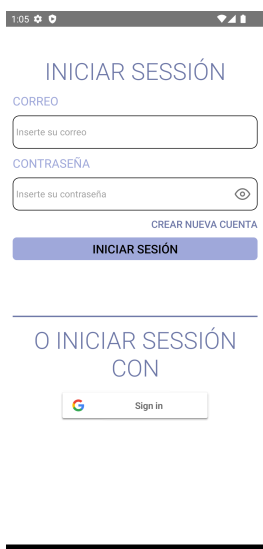 1:05
INICIAR SESSIÓN
CORREO
Inserte su correo
CONTRASEÑA
Inserte su contraseña
CREAR NUEVA CUENTA
INICIAR SESIÓN
O INICIAR SESSIÓN
CON
Sign in